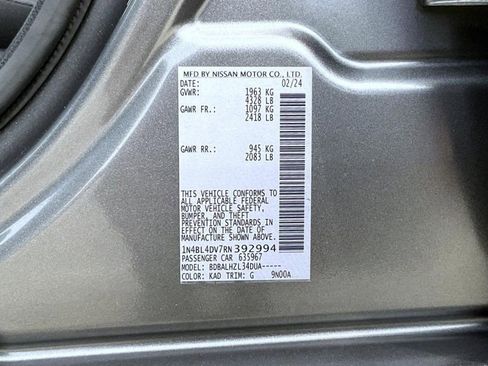 MFD BY NISSAN MOTOR CO., LTD.
DATE: 02/24
GVWR: 1963 KG
4328 LB
GAWR FR: 1097 KG
2418 LB
GAWR RR: 945 KG
2083 LB
THIS VEHICLE CONFORMS TO
ALL APPLICABLE FEDERAL
MOTOR VEHICLE SAFETY,
BUMPER, AND THEFT
PREVENTION STANDARDS
IN EFFECT ON THE DATE OF
MANUFACTURE SHOWN ABOVE.
1N4BL4DV7RN392994
PASSENGER CAR 635967
MODEL: BDBALHZL34DUA-----
COLOR: KAD TRIM: G 9N00A